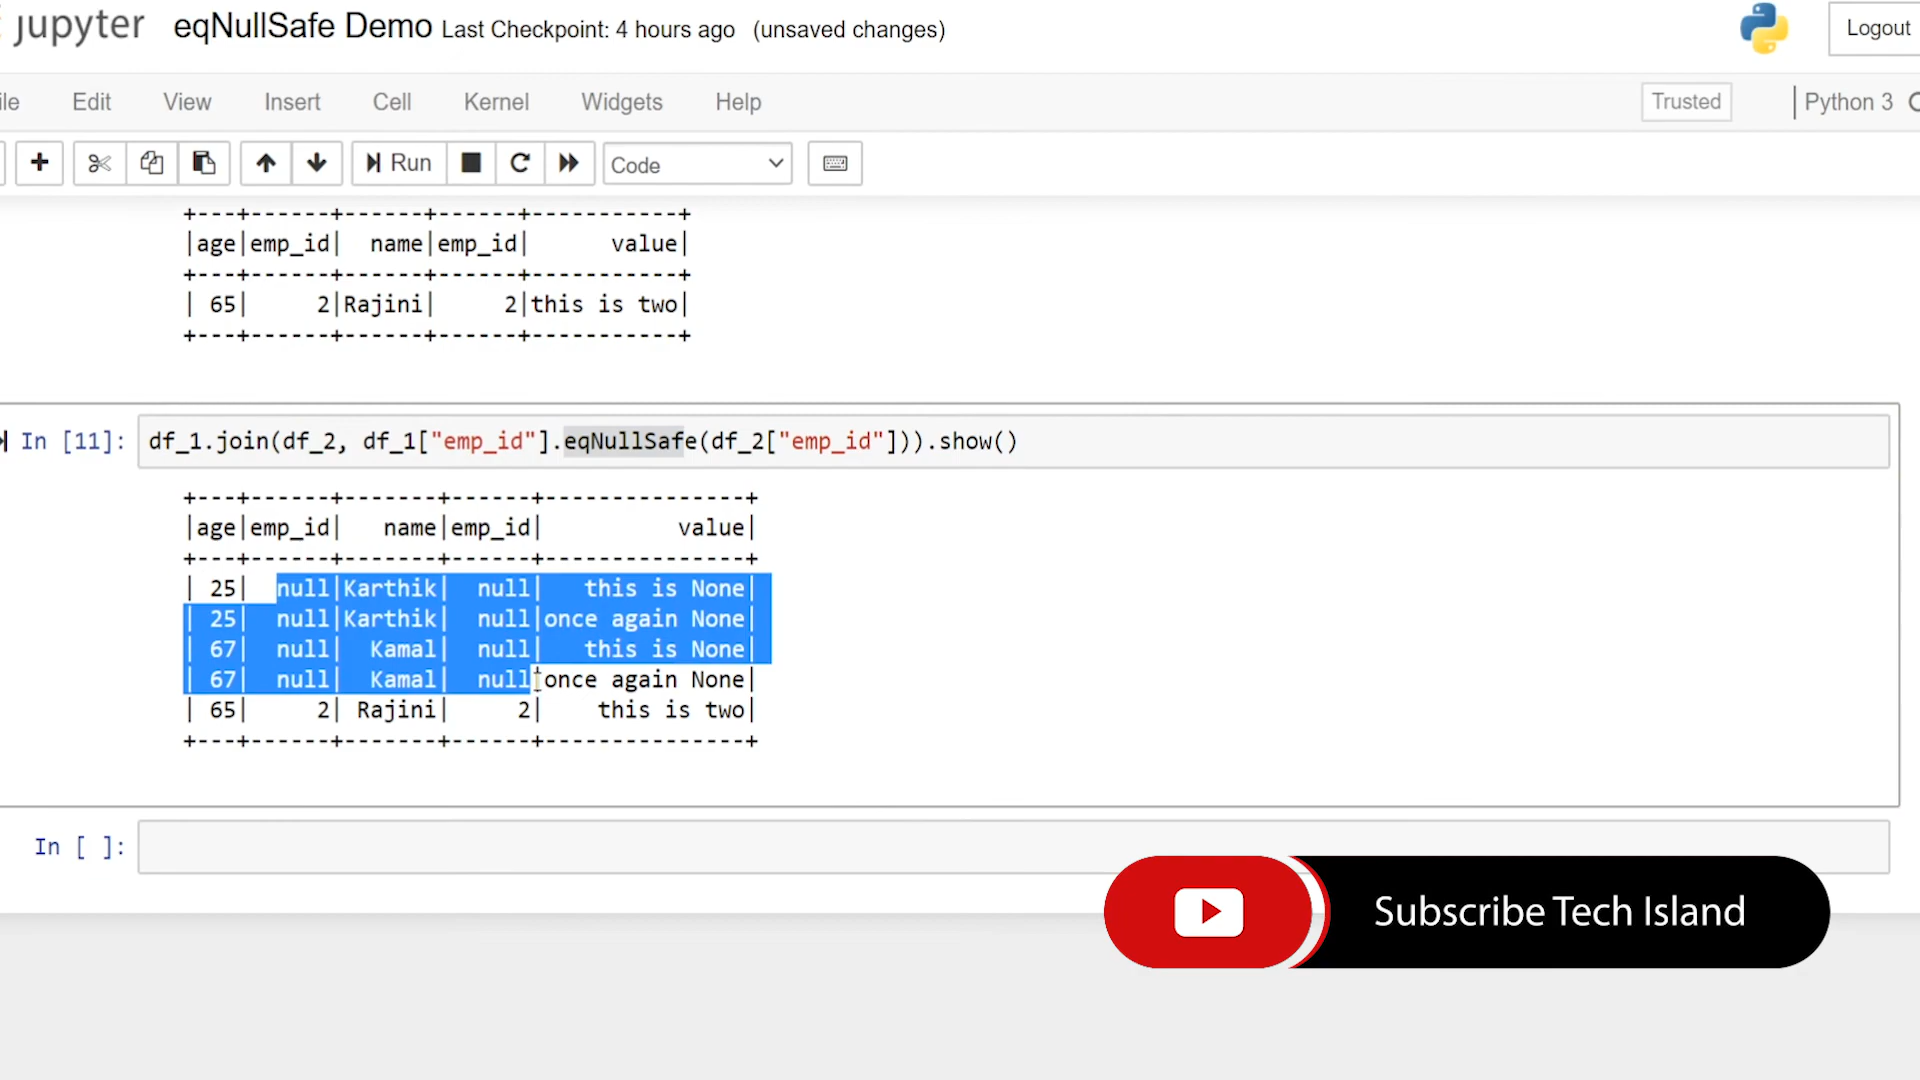 jupyter eqNullSafe Demo Last Checkpoint: 4 hours ago (unsaved changes) Logout
ile Edit View Insert Cell Kernel Widgets Help Trusted Python 3
Run Code
+---+------+------+------+-----------+
|age|emp_id|  name|emp_id|      value|
+---+------+------+------+-----------+
| 65|     2|Rajini|     2|this is two|
+---+------+------+------+-----------+
In [11]: df_1.join(df_2, df_1["emp_id"].eqNullSafe(df_2["emp_id"])).show()
+---+------+-------+------+---------------+
|age|emp_id|   name|emp_id|          value|
+---+------+-------+------+---------------+
| 25|  null|Karthik|  null|   this is None|
| 25|  null|Karthik|  null|once again None|
| 67|  null|  Kamal|  null|   this is None|
| 67|  null|  Kamal|  null|once again None|
| 65|     2| Rajini|     2|    this is two|
+---+------+-------+------+---------------+
In [ ]:
Subscribe Tech Island